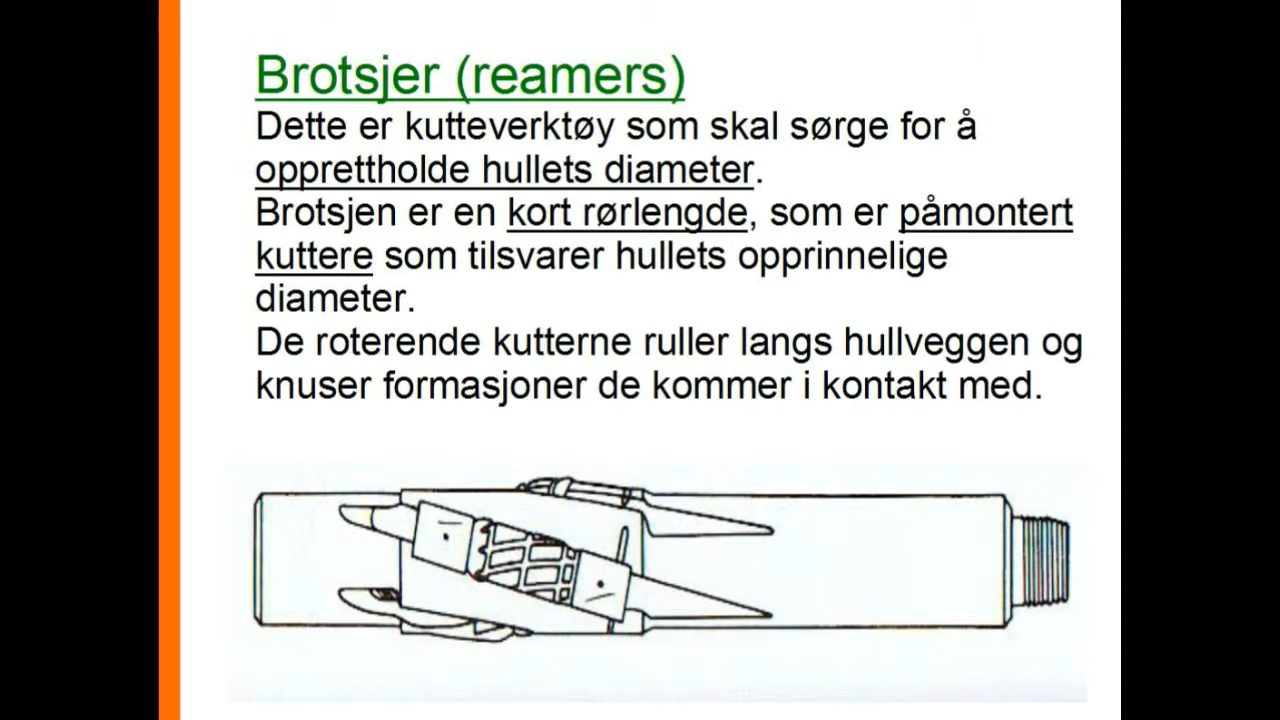 Brotsjer (reamers)
Dette er kutteverktøy som skal sørge for å
opprettholde hullets diameter.
Brotsjen er en kort rørlengde, som er påmontert
kuttere som tilsvarer hullets opprinnelige
diameter.
De roterende kutterne ruller langs hullveggen og
knuser formasjoner de kommer i kontakt med.